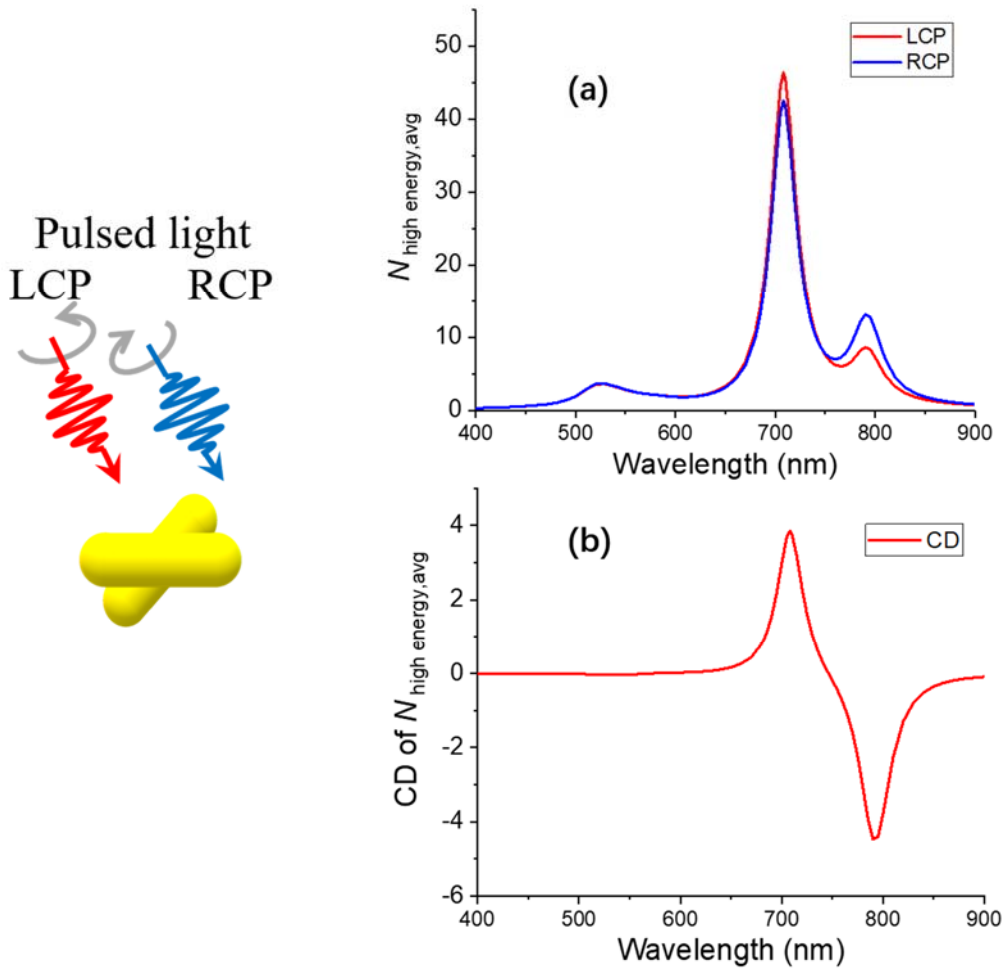 Pulsed light
LCP RCP
(a)
LCP
RCP
N high energy,avg
50
40
30
20
10
0
400 500 600 700 800 900
Wavelength (nm)
(b)
CD
CD of N high energy,avg
4
2
0
-2
-4
-6
400 500 600 700 800 900
Wavelength (nm)